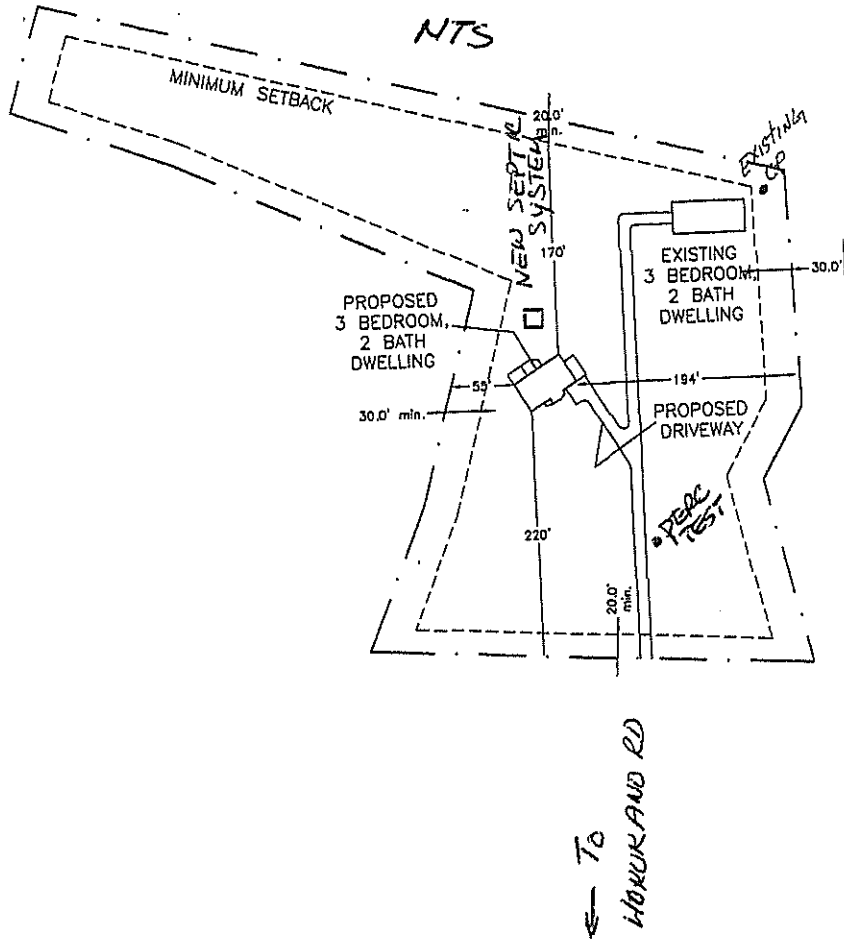 NTS
MINIMUM SETBACK
20.0'
min.
NEW SEPTIC
SYSTEM
EXISTING
CP
170'
EXISTING
3 BEDROOM,
2 BATH
DWELLING
30.0'
PROPOSED
3 BEDROOM,
2 BATH
DWELLING
55'
194'
30.0' min.
PROPOSED
DRIVEWAY
PERC
TEST
220'
20.0'
min.
← TO
RD